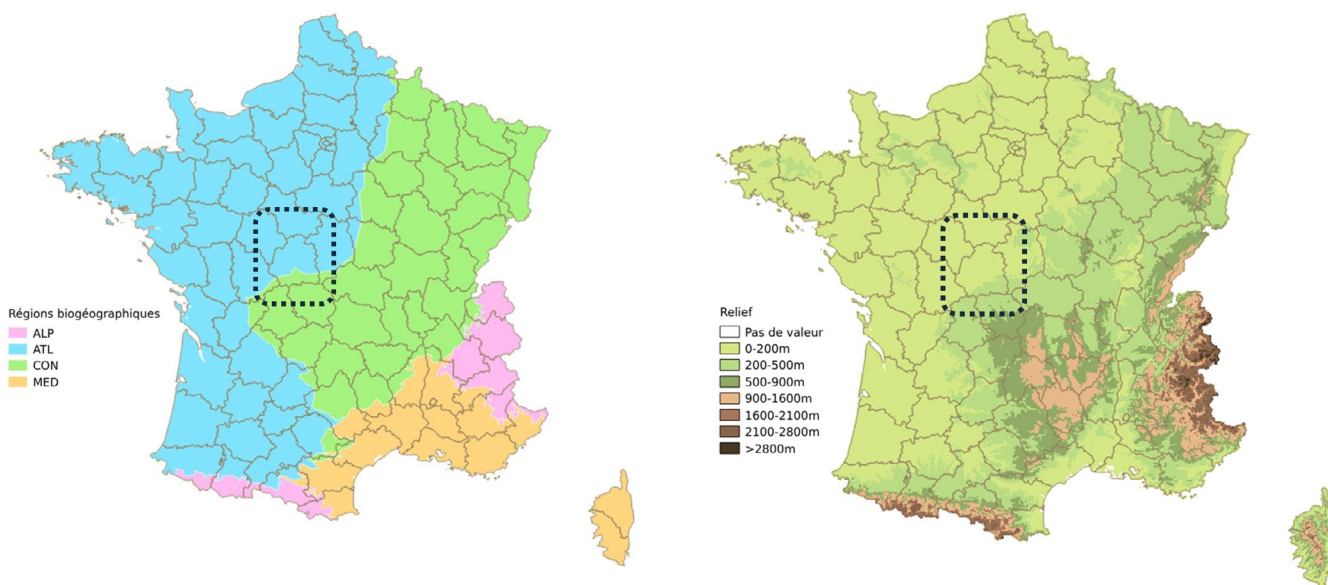 Régions biogéographiques
ALP
ATL
CON
MED
Relief
Pas de valeur
0-200m
200-500m
500-900m
900-1600m
1600-2100m
2100-2800m
>2800m